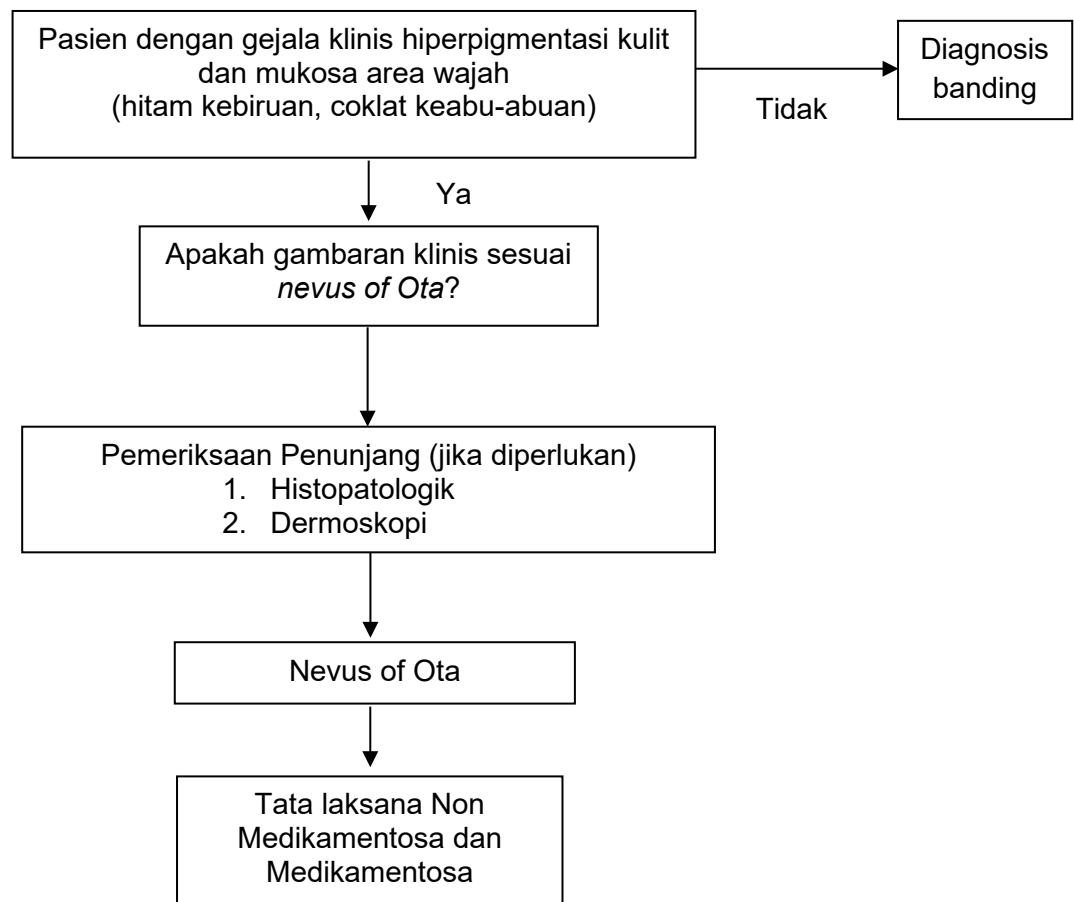 Pasien dengan gejala klinis hiperpigmentasi kulit
dan mukosa area wajah
(hitam kebiruan, coklat keabu-abuan)
Diagnosis
banding
Tidak
Ya
Apakah gambaran klinis sesuai
nevus of Ota?
Pemeriksaan Penunjang (jika diperlukan)
1. Histopatologik
2. Dermoskopi
Nevus of Ota
Tata laksana Non
Medikamentosa dan
Medikamentosa